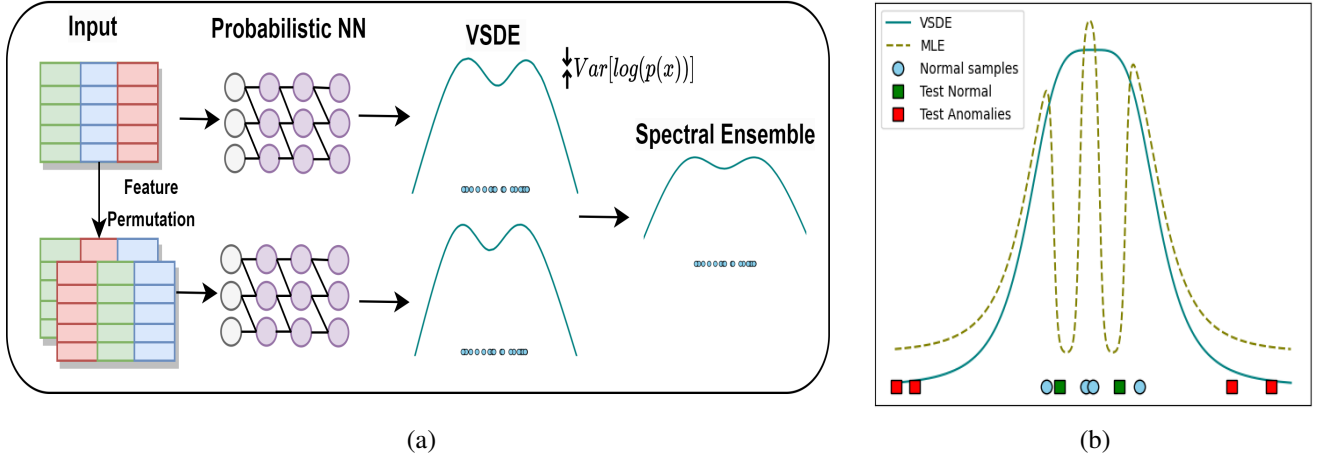 Input
Probabilistic NN
VSDE
Var[log(p(x))]
Feature
Permutation
Spectral Ensemble
(a)
VSDE
MLE
Normal samples
Test Normal
Test Anomalies
(b)